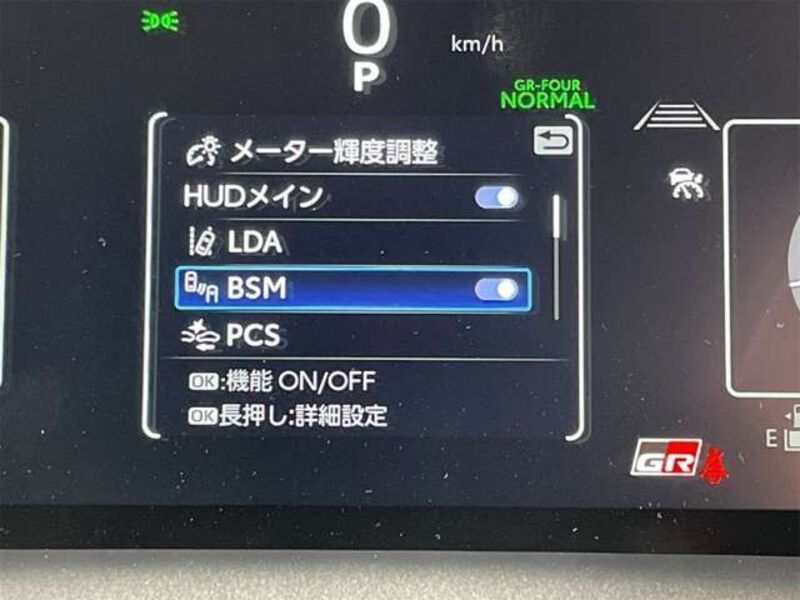 0
km/h
P
GR-FOUR
NORMAL
メーター輝度調整
HUDメイン
LDA
BSM
PCS
OK:機能 ON/OFF
OK長押し:詳細設定
GR
E